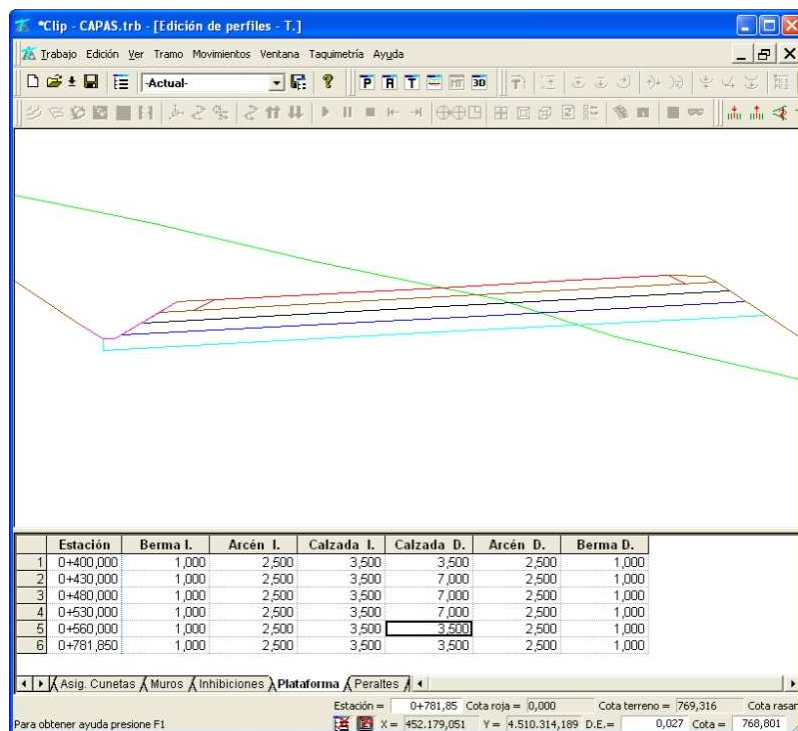 *Clip - CAPAS.trb - [Edición de perfiles - T.]
Trabajo Edición Ver Tramo Movimientos Ventana Taquimetría Ayuda
-Actual-
P A T 3D
Estación Berma I. Arcén I. Calzada I. Calzada D. Arcén D. Berma D.
1 0+400,000 1,000 2,500 3,500 3,500 2,500 1,000
2 0+430,000 1,000 2,500 3,500 7,000 2,500 1,000
3 0+480,000 1,000 2,500 3,500 7,000 2,500 1,000
4 0+530,000 1,000 2,500 3,500 7,000 2,500 1,000
5 0+560,000 1,000 2,500 3,500 3,500 2,500 1,000
6 0+781,850 1,000 2,500 3,500 3,500 2,500 1,000
Asig. Cunetas Muros Inhibiciones Plataforma Peraltes
Estación = 0+781,85 Cota roja = 0,000 Cota terreno = 769,316 Cota rasan
Para obtener ayuda presione F1 X = 452.179,051 Y = 4.510.314,189 D.E.= 0,027 Cota = 768,801